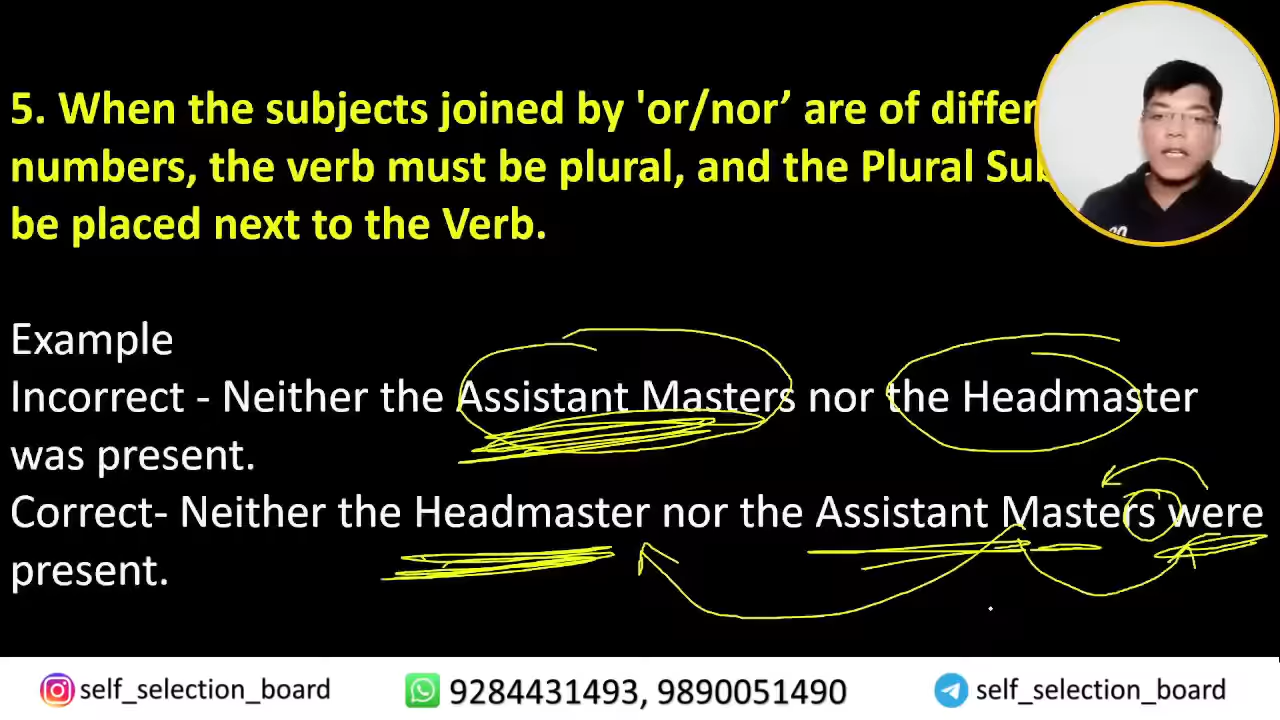 5. When the subjects joined by 'or/nor’ are of differ
numbers, the verb must be plural, and the Plural Sub
be placed next to the Verb.
Example
Incorrect - Neither the Assistant Masters nor the Headmaster
was present.
Correct- Neither the Headmaster nor the Assistant Masters were
present.
self_selection_board 9284431493, 9890051490 self_selection_board